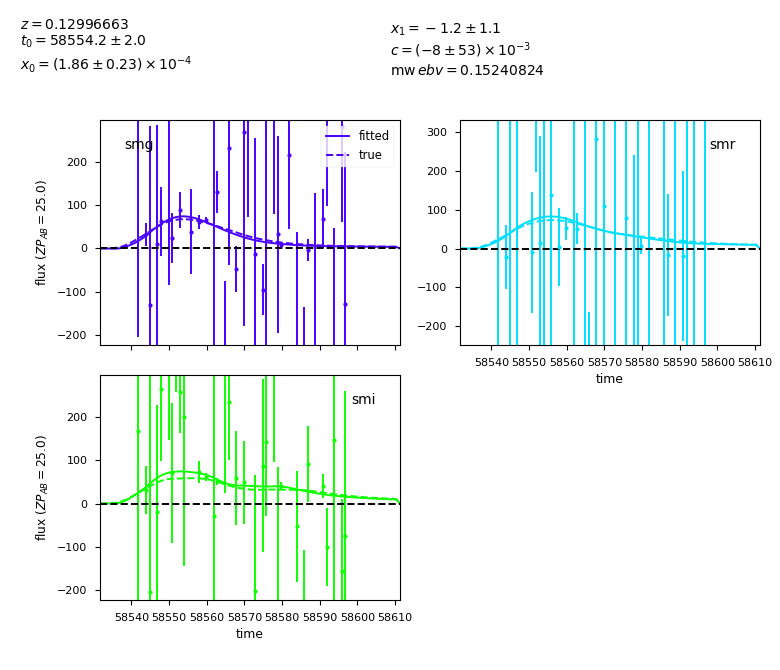 z = 0.12996663
t₀ = 58554.2 ± 2.0
x₀ = (1.86 ± 0.23) × 10⁻⁴
x₁ = −1.2 ± 1.1
c = (−8 ± 53) × 10⁻³
mw ebv = 0.15240824
smg
fitted
true
200
100
0
−100
−200
flux (ZP_AB = 25.0)
smr
300
200
100
0
−100
−200
58540 58550 58560 58570 58580 58590 58600 58610
time
smi
200
100
0
−100
−200
flux (ZP_AB = 25.0)
58540 58550 58560 58570 58580 58590 58600 58610
time